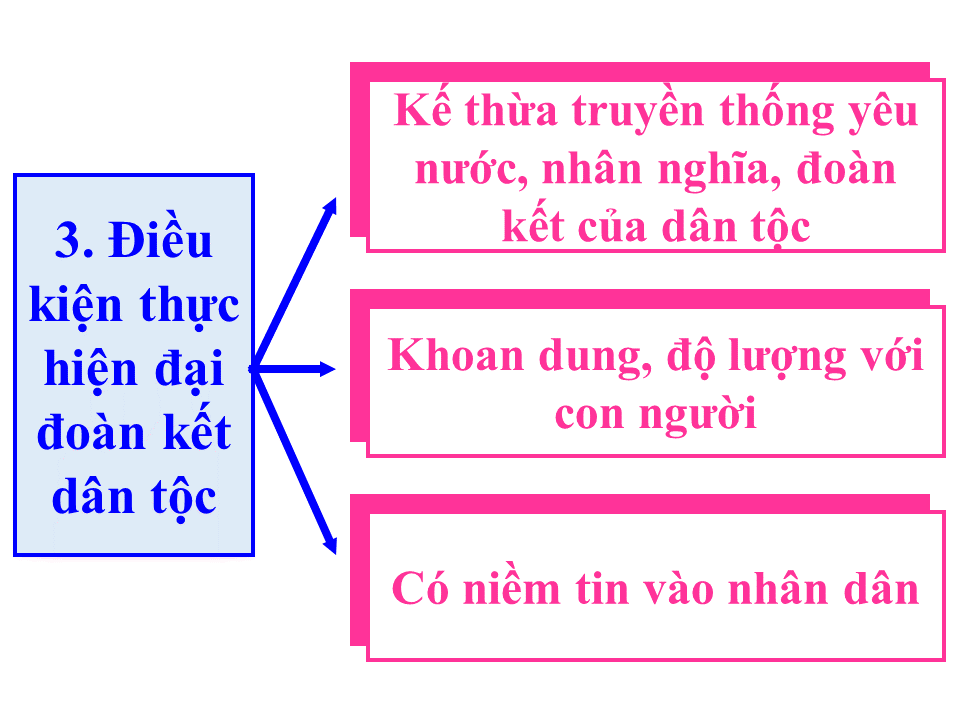 3. Điều
kiện thực
hiện đại
đoàn kết
dân tộc
Kế thừa truyền thống yêu
nước, nhân nghĩa, đoàn
kết của dân tộc
Khoan dung, độ lượng với
con người
Có niềm tin vào nhân dân